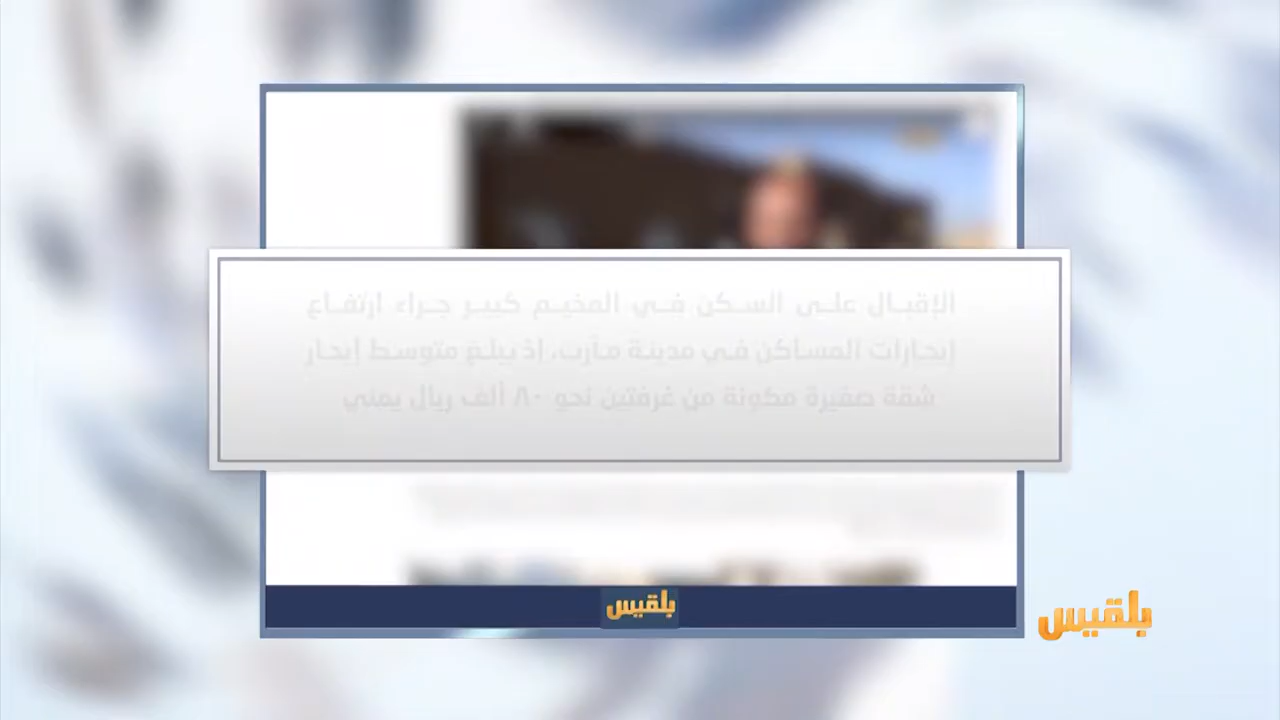 الإقبال على السكن في المخيم كبير جراء ارتفاع
إيجارات المساكن في مدينة مأرب، إذ يبلغ متوسط إيجار
شقة صغيرة مكونة من غرفتين نحو ٨٠ ألف ريال يمني
بلقيس
بلقيس